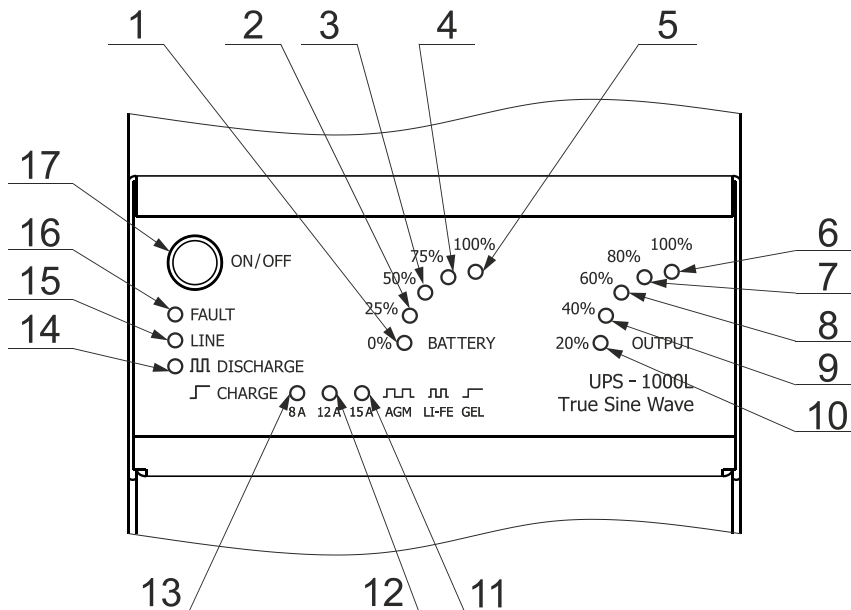 1 2 3 4 5
17
100%
75% 100%
ON/OFF 80% 6
16 50% 60% 7
FAULT
15 25% 40% 8
LINE 0% BATTERY 20% OUTPUT
14 9
DISCHARGE
UPS - 1000L 10
CHARGE True Sine Wave
8 A 12 A 15 A AGM LI-FE GEL
13 12 11